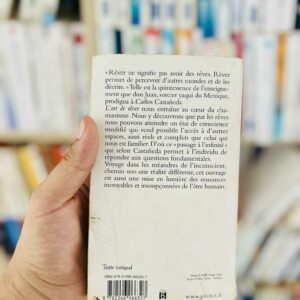 « Rêver ne signifie pas avoir des rêves. Rêver
permet de percevoir d'autres mondes et de les
décrire. » Telle est la quintessence de l'enseigne-
ment que don Juan, sorcier yaqui du Mexique,
prodigua à Carlos Castañeda.
L'art de rêver nous entraîne au cœur du cha-
manisme. Nous y découvrons que par les rêves
nous pouvons atteindre un état de conscience
modifié qui rend possible l'accès à d'autres
espaces, aussi réels et complets que celui qui
nous est familier. D'où ce « passage à l'infini »
qui selon Castañeda permet à l'individu de
répondre aux questions fondamentales.
Voyage dans les méandres de l'inconscient,
chemin vers une réalité différente, cet ouvrage
est aussi une mise en lumière des ressources
incroyables et insoupçonnées de l'être humain.
Texte intégral
www.pocket.fr